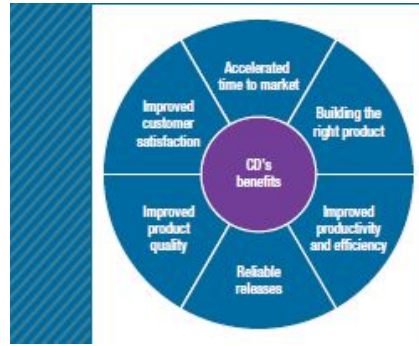 Accelerated
time to market
Building the
right product
Improved
productivity
and efficiency
Reliable
releases
Improved
product
quality
Improved
customer
satisfaction
CD's
benefits